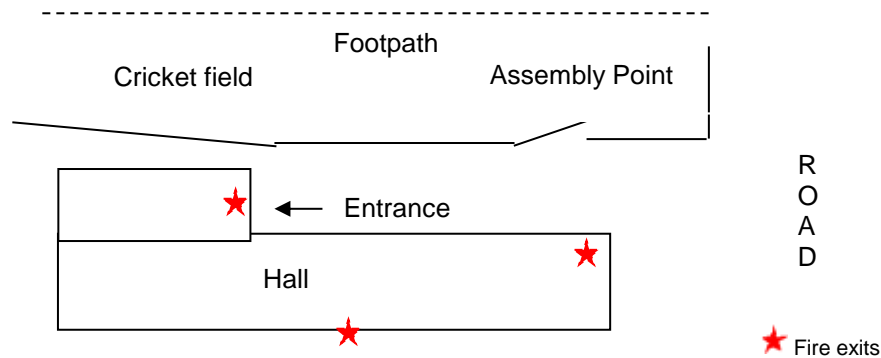 Footpath
Cricket field
Assembly Point
Entrance
Hall
R
O
A
D
Fire exits